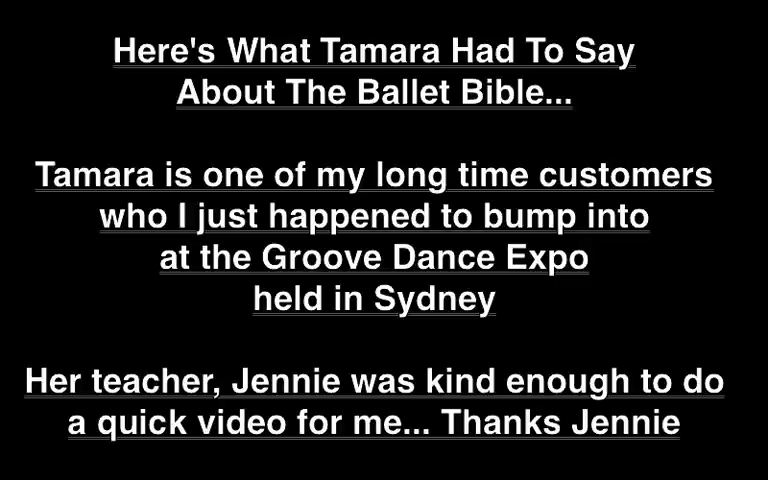 Here's What Tamara Had To Say
About The Ballet Bible...
Tamara is one of my long time customers
who I just happened to bump into
at the Groove Dance Expo
held in Sydney
Her teacher, Jennie was kind enough to do
a quick video for me... Thanks Jennie